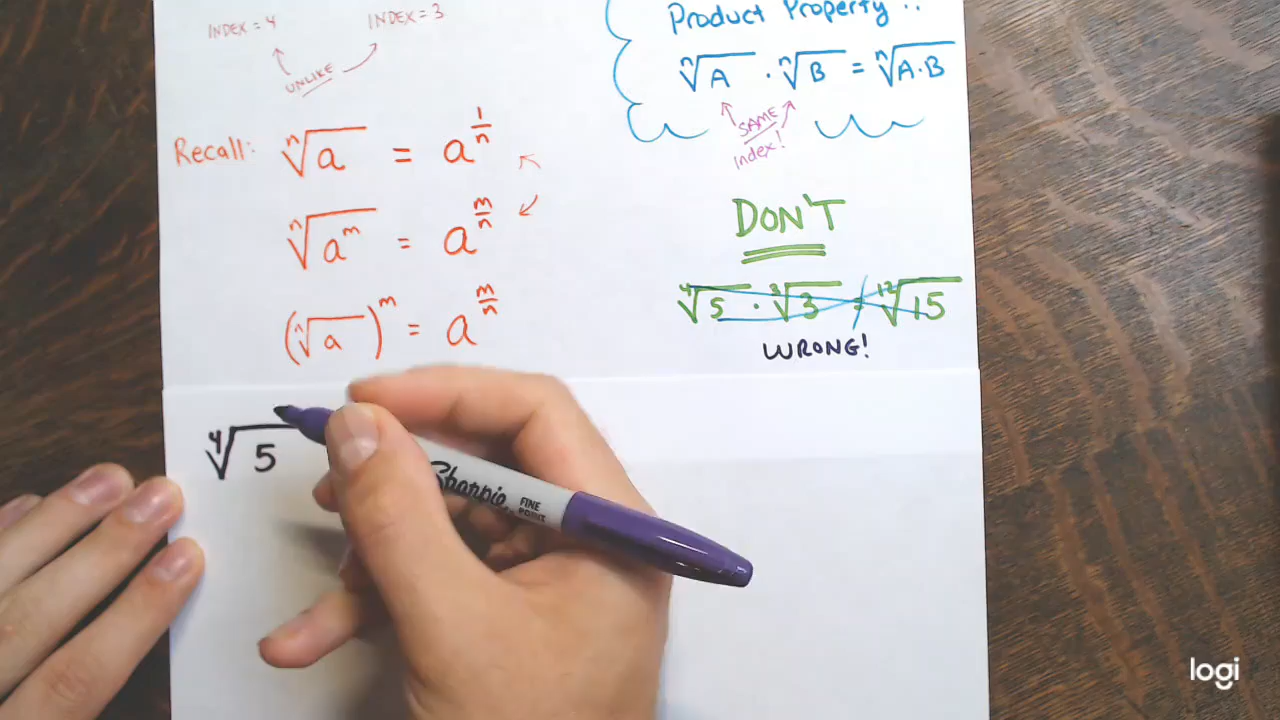 INDEX = 4
INDEX = 3
UNLIKE
Recall: ⁿ√a = a^(1/n)
ⁿ√(a^m) = a^(m/n)
(ⁿ√a)^m = a^(m/n)
⁴√5
Product Property
ⁿ√A · ⁿ√B = ⁿ√(A·B)
SAME
index!
DON'T
⁴√5 · ³√3 = ¹²√15
WRONG!
Sharpie
FINE
POINT
logi